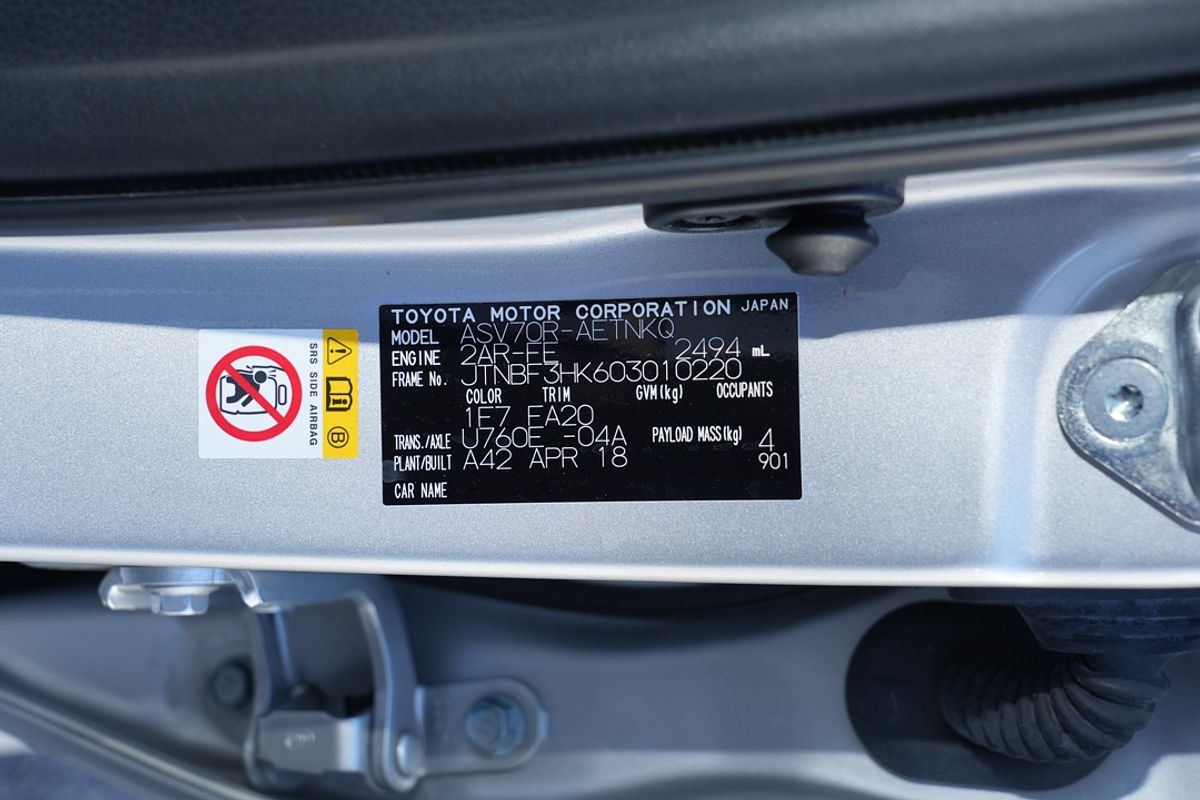 TOYOTA MOTOR CORPORATION JAPAN
MODEL ASV70R-AETNKQ
ENGINE 2AR-FE 2494 mL
FRAME No. JTNBF3HK603010220
COLOR TRIM GVM(kg) OCCUPANTS
1F7 EA20
TRANS./AXLE U760E -04A PAYLOAD MASS(kg) 4
PLANT/BUILT A42 APR 18 901
CAR NAME
SRS SIDE AIRBAG
B